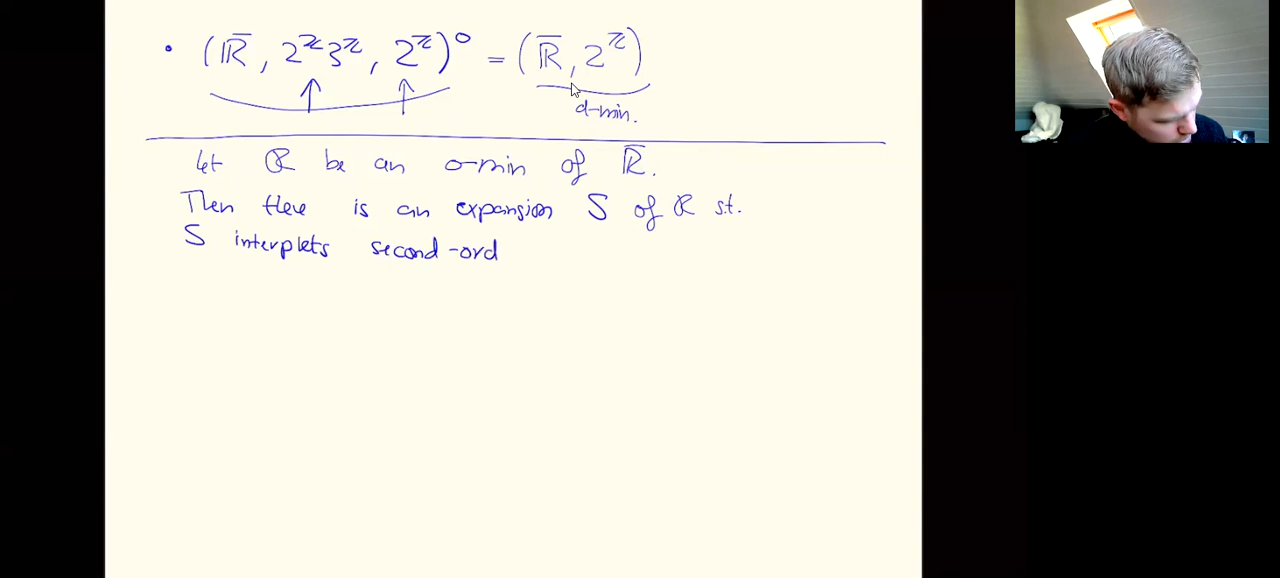 • (ℝ̄, 2^ℤ3^ℤ, 2^ℤ)° = (ℝ̄, 2^ℤ)
d-min.
Let ℛ be an o-min of ℝ̄.
Then there is an expansion S of ℛ s.t.
S interprets second-ord